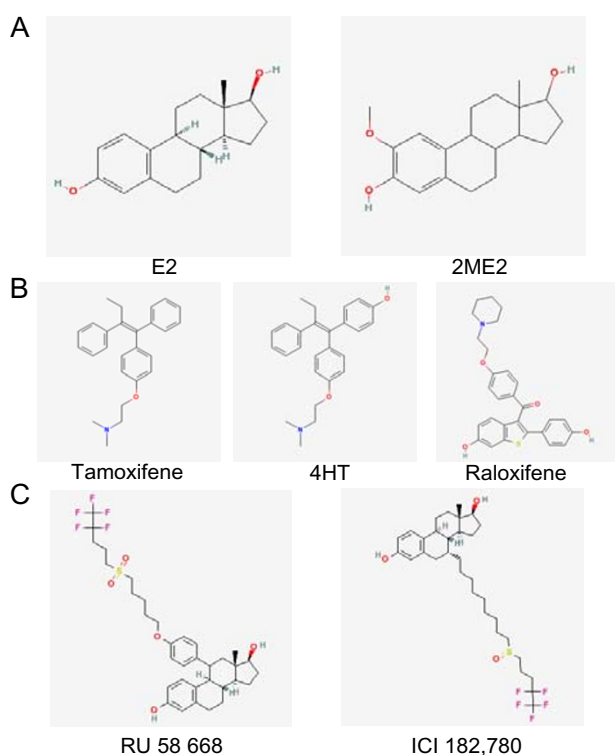 A
E2
2ME2
B
Tamoxifene
4HT
Raloxifene
C
RU 58 668
ICI 182,780